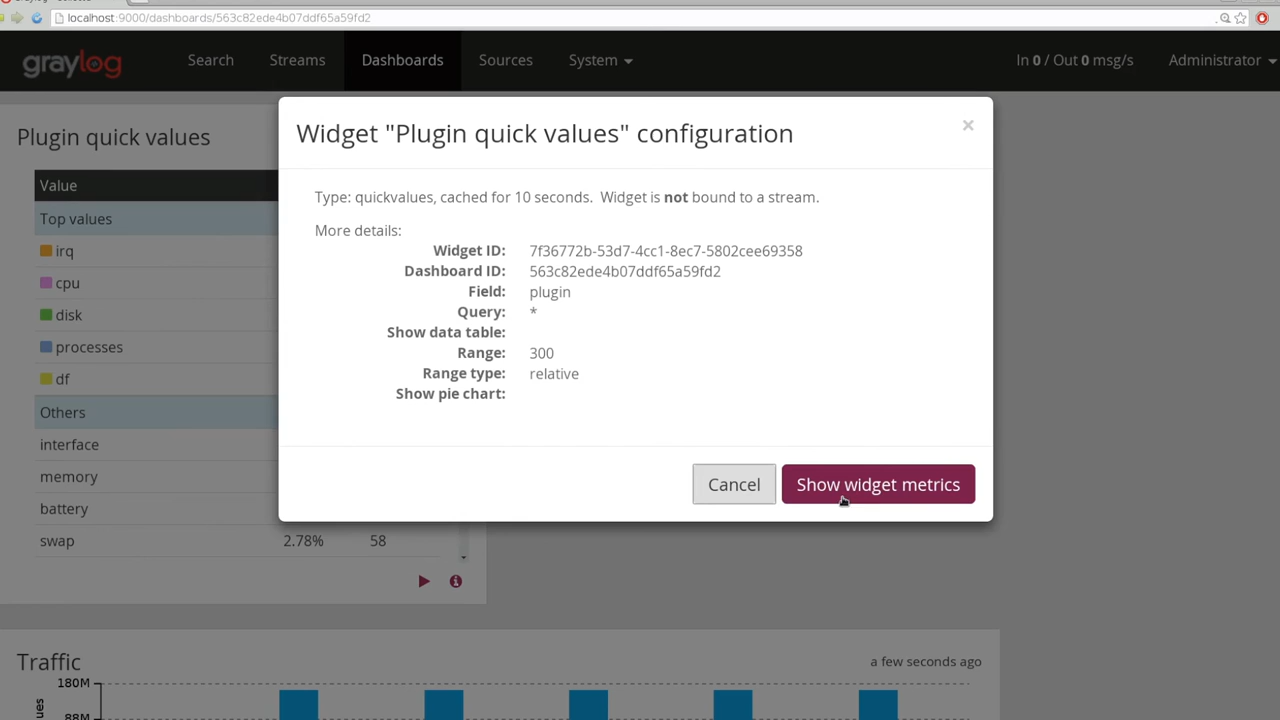 localhost:9000/dashboards/563c82ede4b07ddf65a59fd2
graylog Search Streams Dashboards Sources System In 0 / Out 0 msg/s Administrator
Widget "Plugin quick values" configuration ×
Type: quickvalues, cached for 10 seconds. Widget is not bound to a stream.
More details:
Widget ID: 7f36772b-53d7-4cc1-8ec7-5802cee69358
Dashboard ID: 563c82ede4b07ddf65a59fd2
Field: plugin
Query: *
Show data table:
Range: 300
Range type: relative
Show pie chart:
Cancel Show widget metrics
Plugin quick values
Value
Top values
irq
cpu
disk
processes
df
Others
interface
memory
battery
swap 2.78% 58
Traffic a few seconds ago
180M
88M